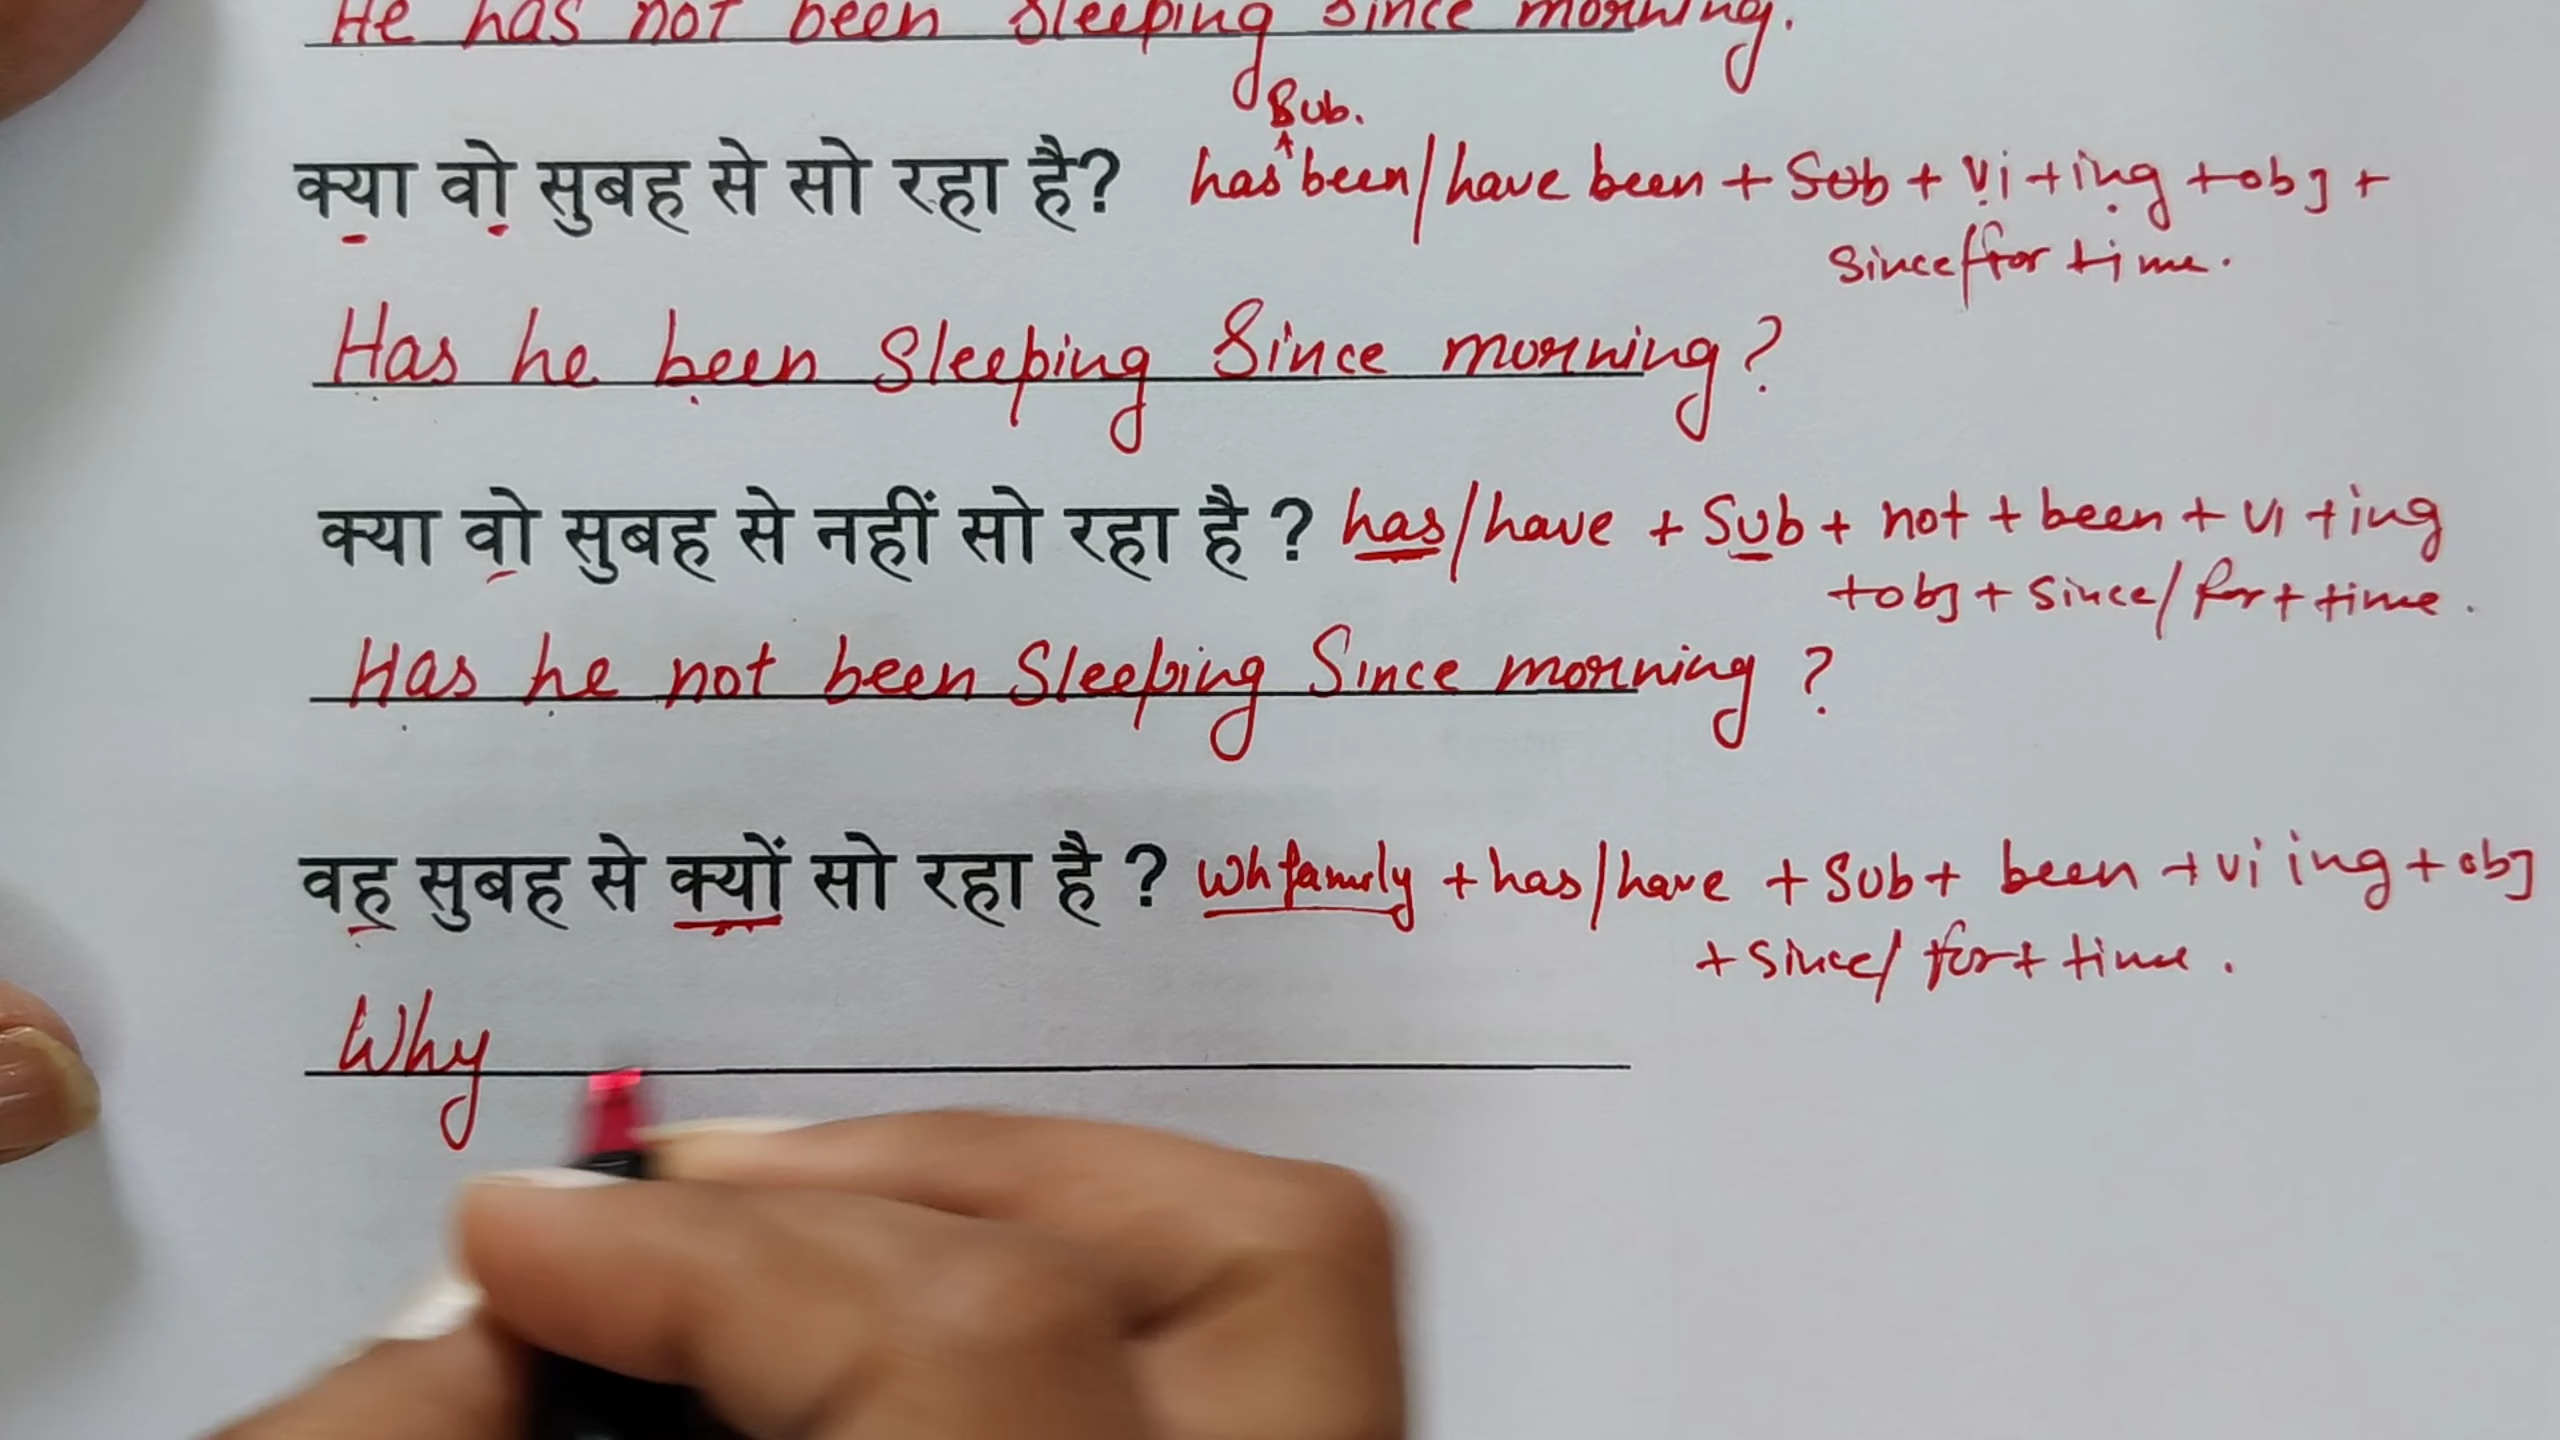 He has not been Sleeping Since morning.
Sub.
क्या वो सुबह से सो रहा है? has ^ been/have been + Sub + Vi + ing + obj +
Since/for time.
Has he been Sleeping Since morning?
क्या वो सुबह से नहीं सो रहा है ? has/have + Sub + not + been + VI + ing
+ obj + Since/ for + time.
Has he not been Sleeping Since morning ?
वह सुबह से क्यों सो रहा है ? Wh family + has/have + Sub + been + Vi ing + obj
+ Since/ for + time.
Why